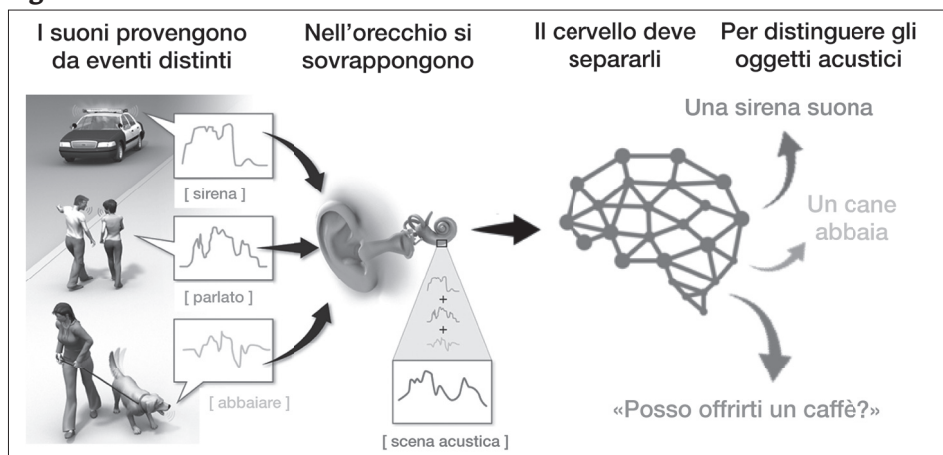 I suoni provengono
da eventi distinti
Nell'orecchio si
sovrappongono
Il cervello deve
separarli
Per distinguere gli
oggetti acustici
[ sirena ]
[ parlato ]
[ abbaiare ]
+
+
[ scena acustica ]
Una sirena suona
Un cane
abbaia
«Posso offrirti un caffè?»